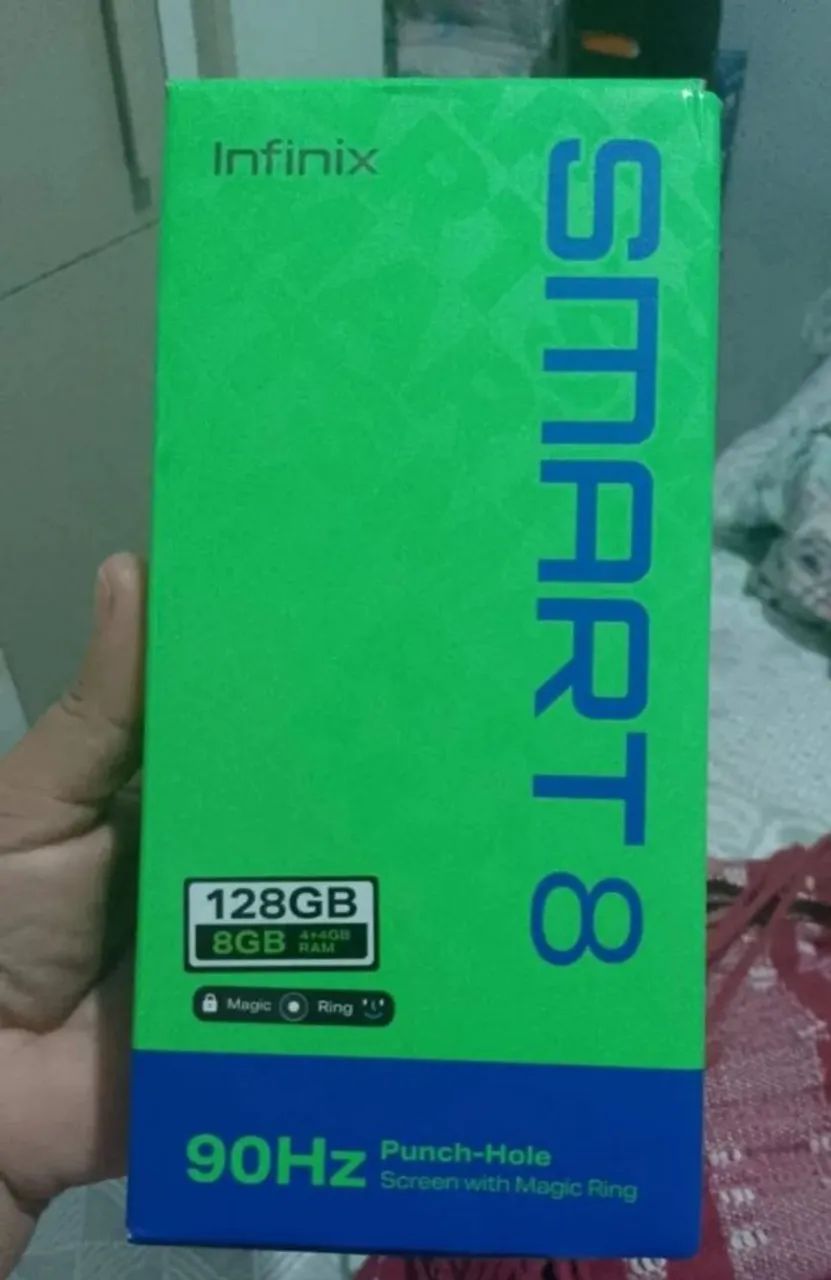 Infinix
SMART 8
128GB
8GB 4+4GB RAM
Magic Ring
90Hz Punch-Hole
Screen with Magic Ring